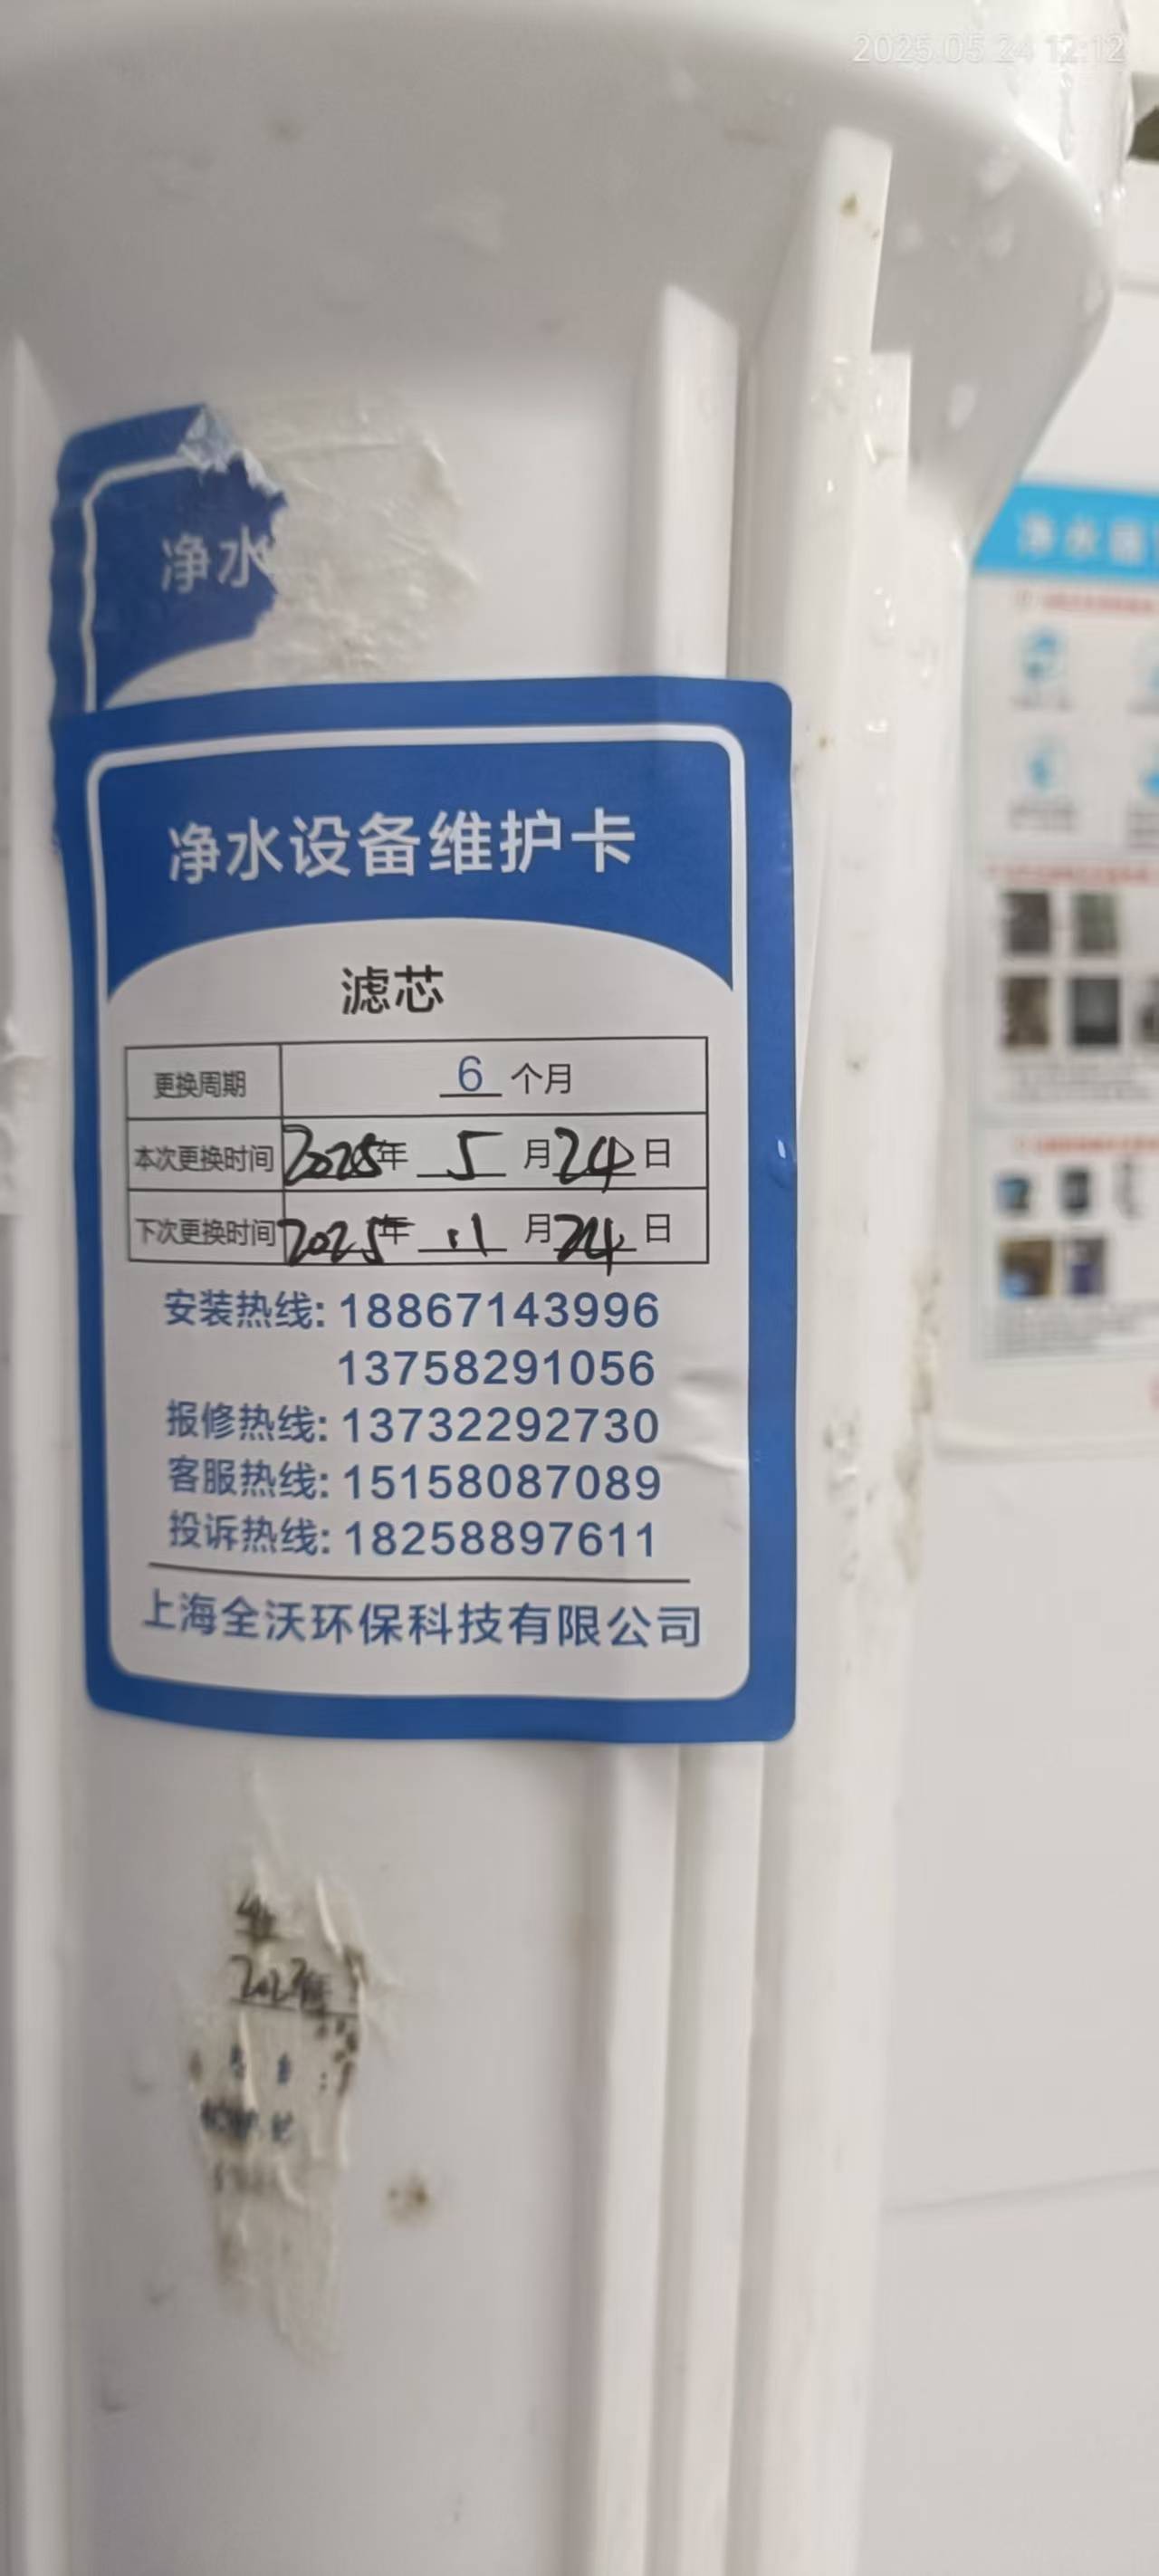 2025.05.24 12:12
净水
净水设备维护卡
滤芯
更换周期 6 个月
本次更换时间 2025年 5 月 24 日
下次更换时间 2025年 11 月 24 日
安装热线: 18867143996
13758291056
报修热线: 13732292730
客服热线: 15158087089
投诉热线: 18258897611
上海全沃环保科技有限公司
净水器